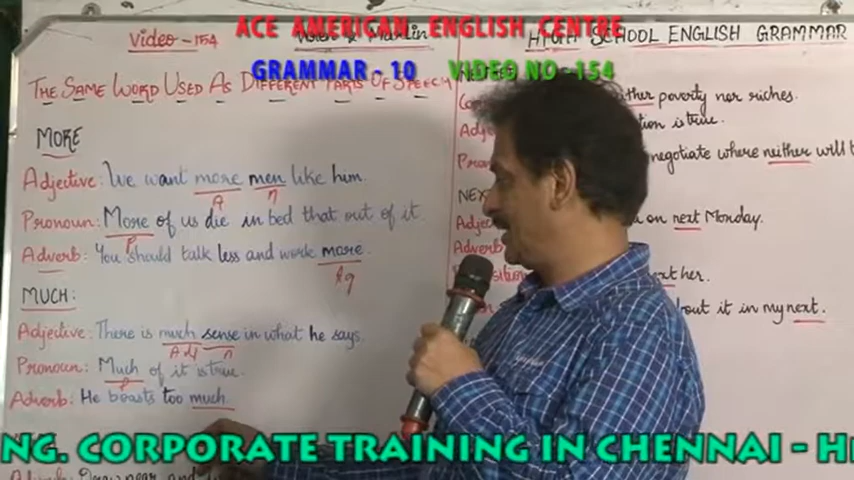 ACE AMERICAN ENGLISH CENTRE
GRAMMAR - 10 VIDEO NO - 154
Video - 154
& Martin
HIGH SCHOOL ENGLISH GRAMMAR
THE SAME WORD USED AS DIFFERENT PARTS OF SPEECH
MORE
Adjective: We want more men like him.
A n
Pronoun: More of us die in bed that out of it.
P
Adverb: You should talk less and work more.
MUCH:
Adjective: There is much sense in what he says.
Adj n
Pronoun: Much of it is true.
P
Adverb: He boasts too much.
poverty nor riches.
is true.
negotiate where neither will
on next Monday.
her.
out it in my next.
NG. CORPORATE TRAINING IN CHENNAI - H